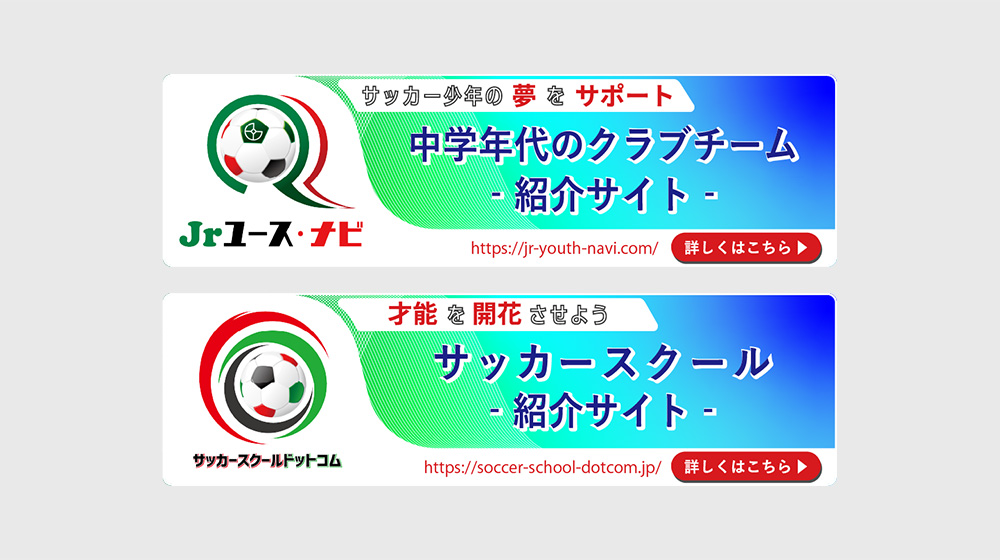 サッカー少年の 夢 を サポート
中学年代のクラブチーム
- 紹介サイト -
Jrユース・ナビ
https://jr-youth-navi.com/
詳しくはこちら▶
才能 を 開花 させよう
サッカースクール
- 紹介サイト -
サッカースクールドットコム
https://soccer-school-dotcom.jp/
詳しくはこちら▶